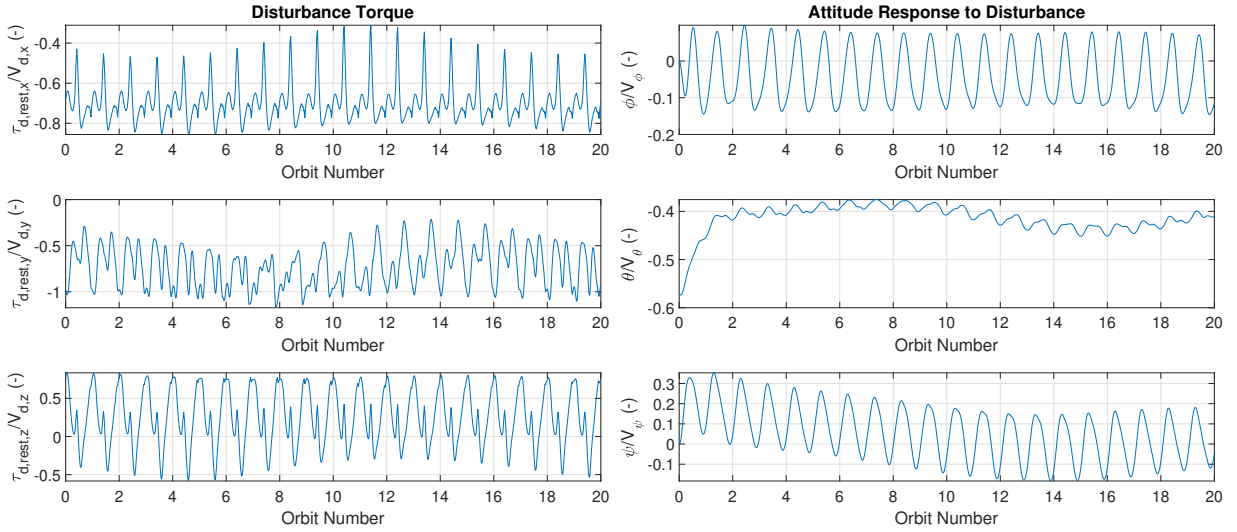 Disturbance Torque
τd,rest,x/Vd,x (-)
-0.4
-0.6
-0.8
0 2 4 6 8 10 12 14 16 18 20
Orbit Number
τd,rest,y/Vd,y (-)
0
-0.5
-1
0 2 4 6 8 10 12 14 16 18 20
Orbit Number
τd,rest,z/Vd,z (-)
0.5
0
-0.5
0 2 4 6 8 10 12 14 16 18 20
Orbit Number
Attitude Response to Disturbance
ϕ/Vϕ (-)
0
-0.1
-0.2
0 2 4 6 8 10 12 14 16 18 20
Orbit Number
θ/Vθ (-)
-0.4
-0.5
-0.6
0 2 4 6 8 10 12 14 16 18 20
Orbit Number
ψ/Vψ (-)
0.3
0.2
0.1
0
-0.1
0 2 4 6 8 10 12 14 16 18 20
Orbit Number